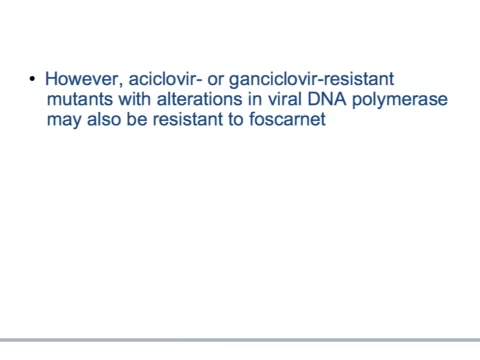 • However, aciclovir- or ganciclovir-resistant
mutants with alterations in viral DNA polymerase
may also be resistant to foscarnet